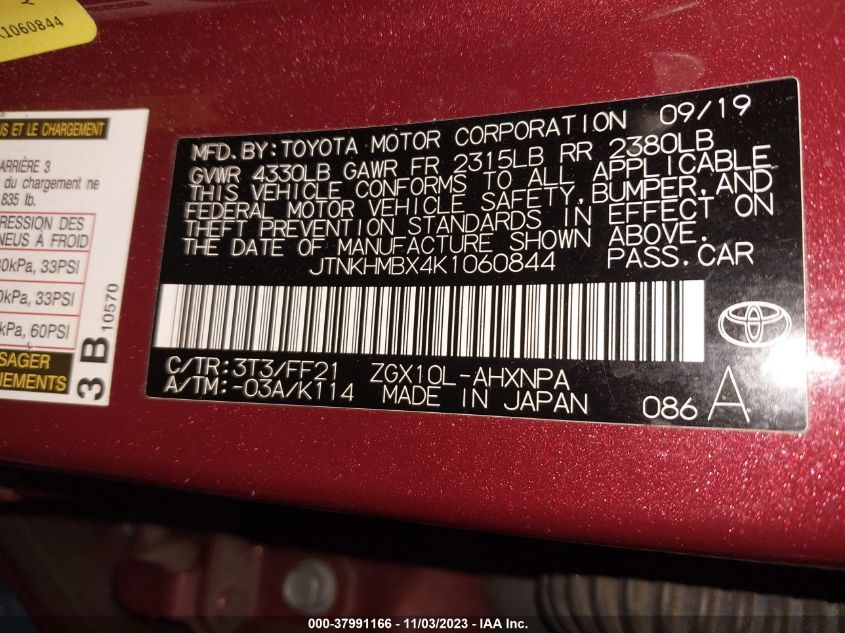 1060844
IS ET LE CHARGEMENT
ARRIÈRE 3
du chargement ne
835 lb.
RESSION DES
NEUS À FROID
0kPa, 33PSI
0kPa, 33PSI
kPa, 60PSI
SAGER
NEMENTS
3 B 10570
MFD. BY: TOYOTA MOTOR CORPORATION 09/19
GVWR 4330LB GAWR FR 2315LB RR 2380LB
THIS VEHICLE CONFORMS TO ALL APPLICABLE
FEDERAL MOTOR VEHICLE SAFETY, BUMPER, AND
THEFT PREVENTION STANDARDS IN EFFECT ON
THE DATE OF MANUFACTURE SHOWN ABOVE.
JTNKHMBX4K1060844 PASS. CAR
C/TR: 3T3/FF21 ZGX10L-AHXNPA
A/TM: -03A/K114 MADE IN JAPAN 086 A
000-37991166 - 11/03/2023 - IAA Inc.